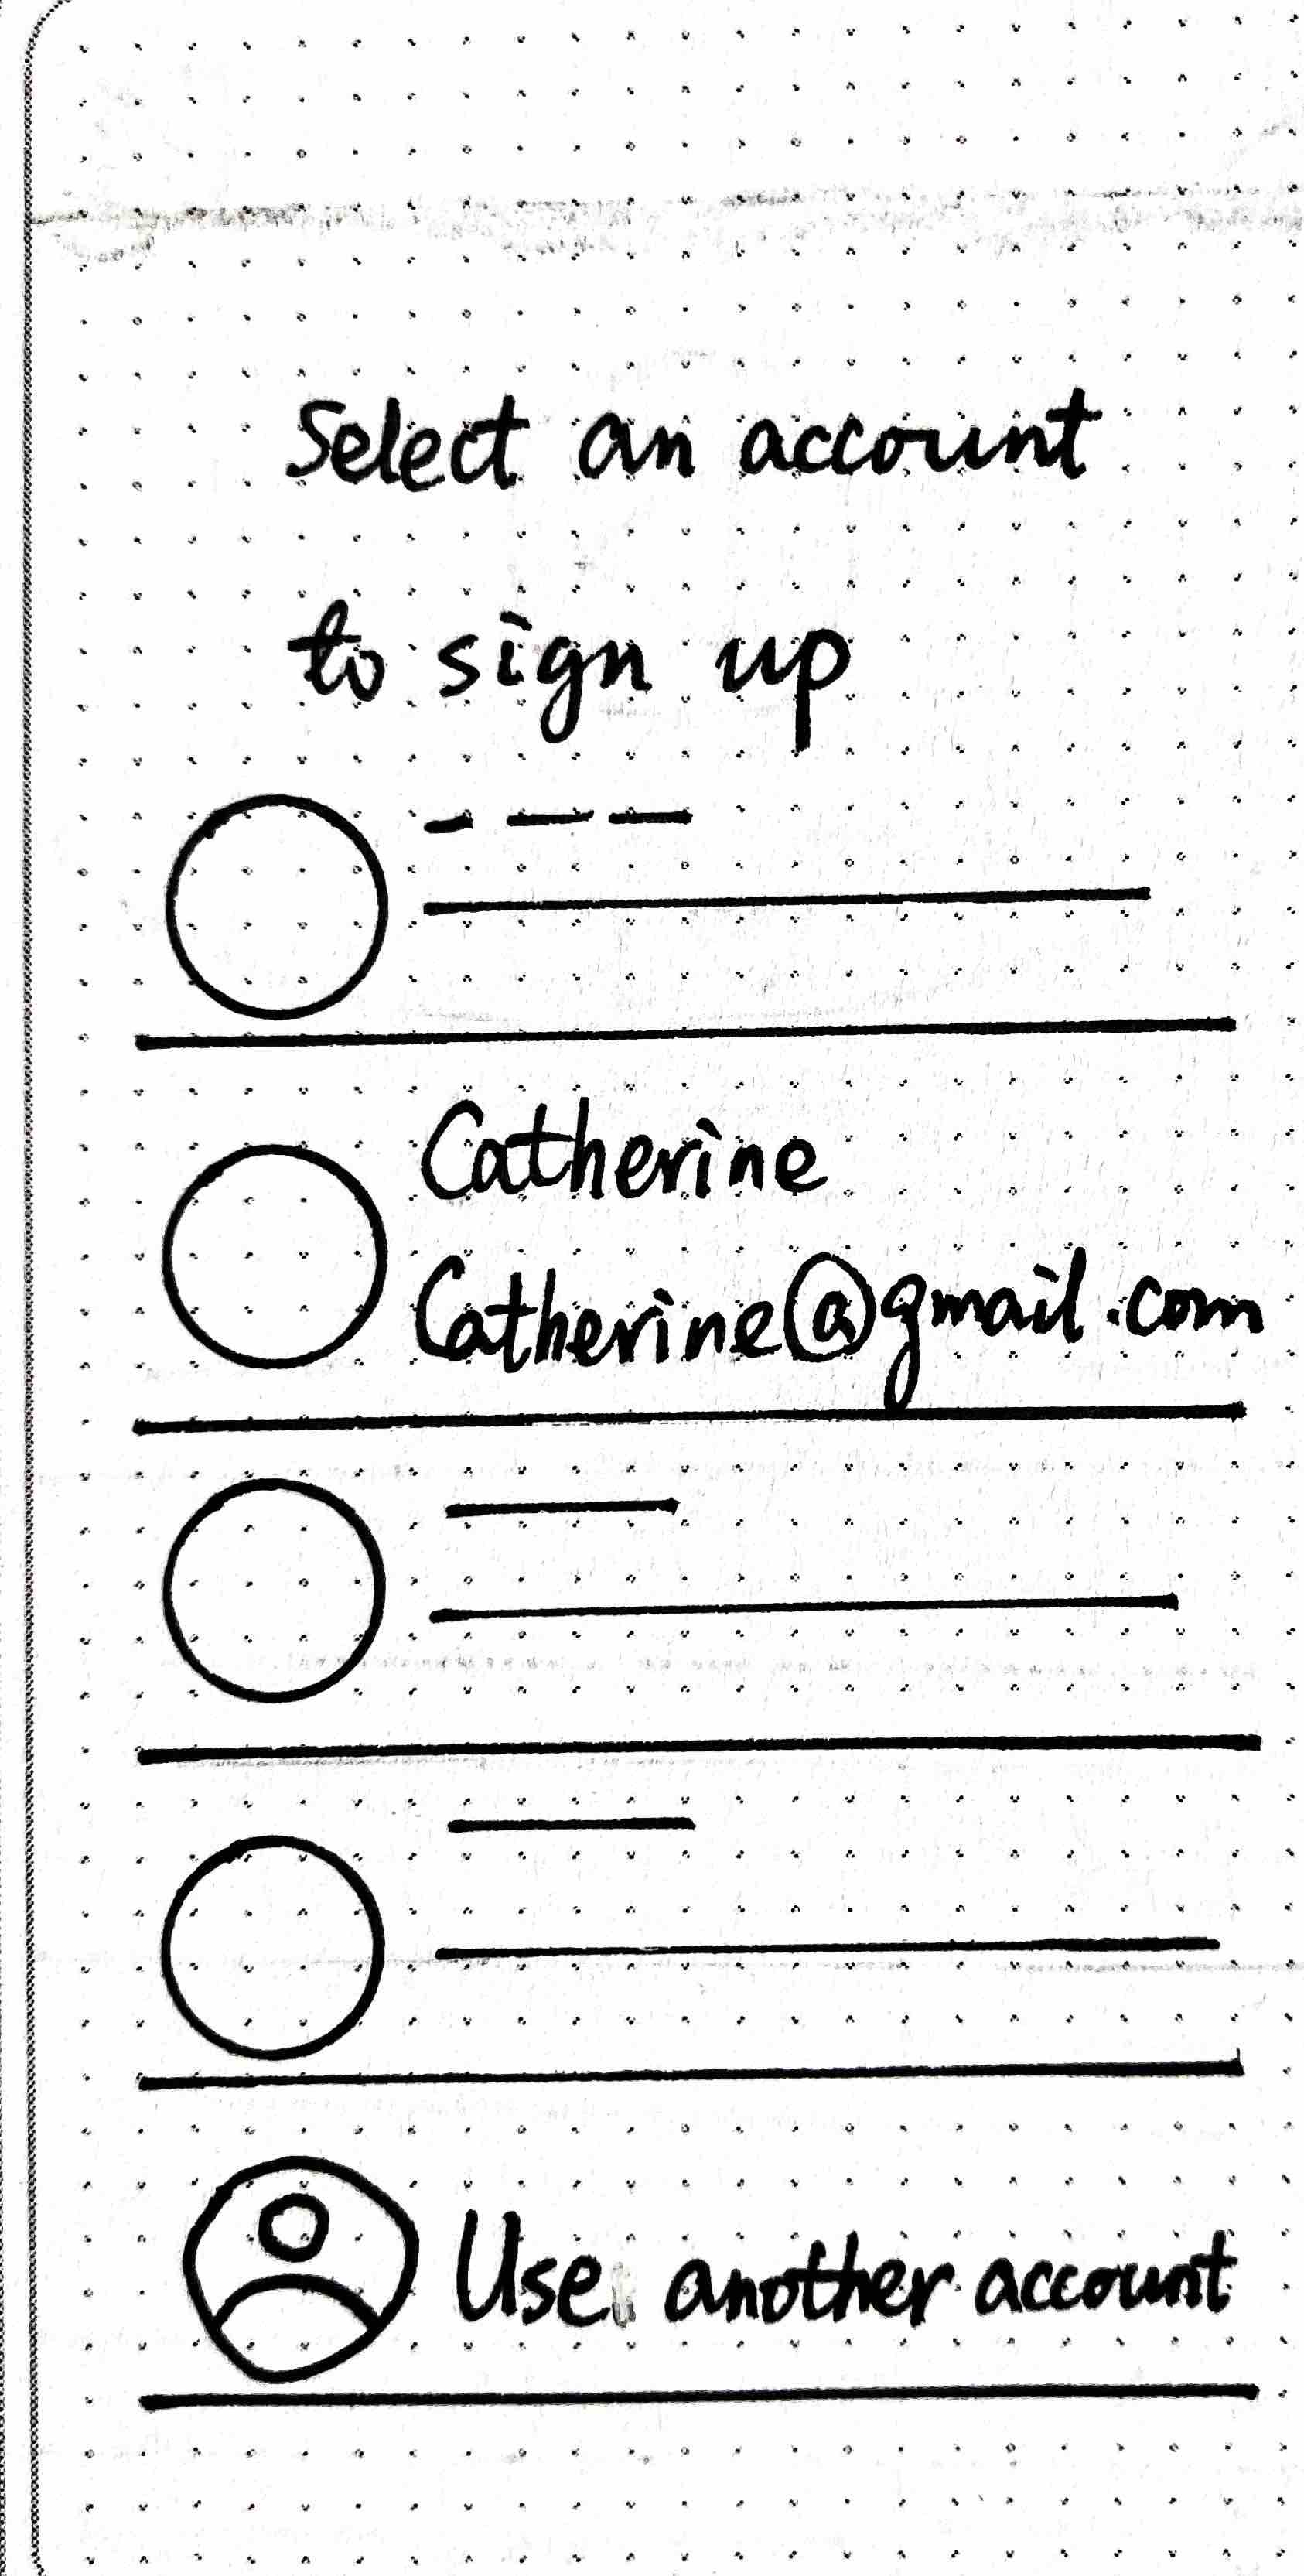 Select an account
to sign up
Catherine
Catherine@gmail.com
Use another account